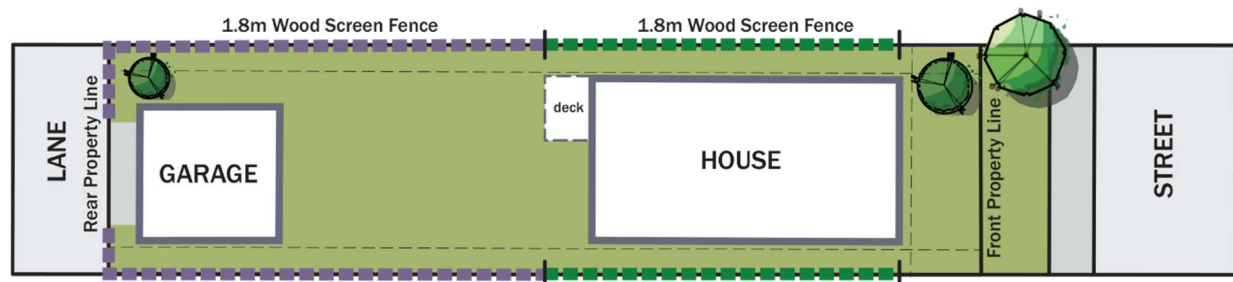 1.8m Wood Screen Fence
1.8m Wood Screen Fence
LANE
Rear Property Line
GARAGE
deck
HOUSE
Front Property Line
STREET